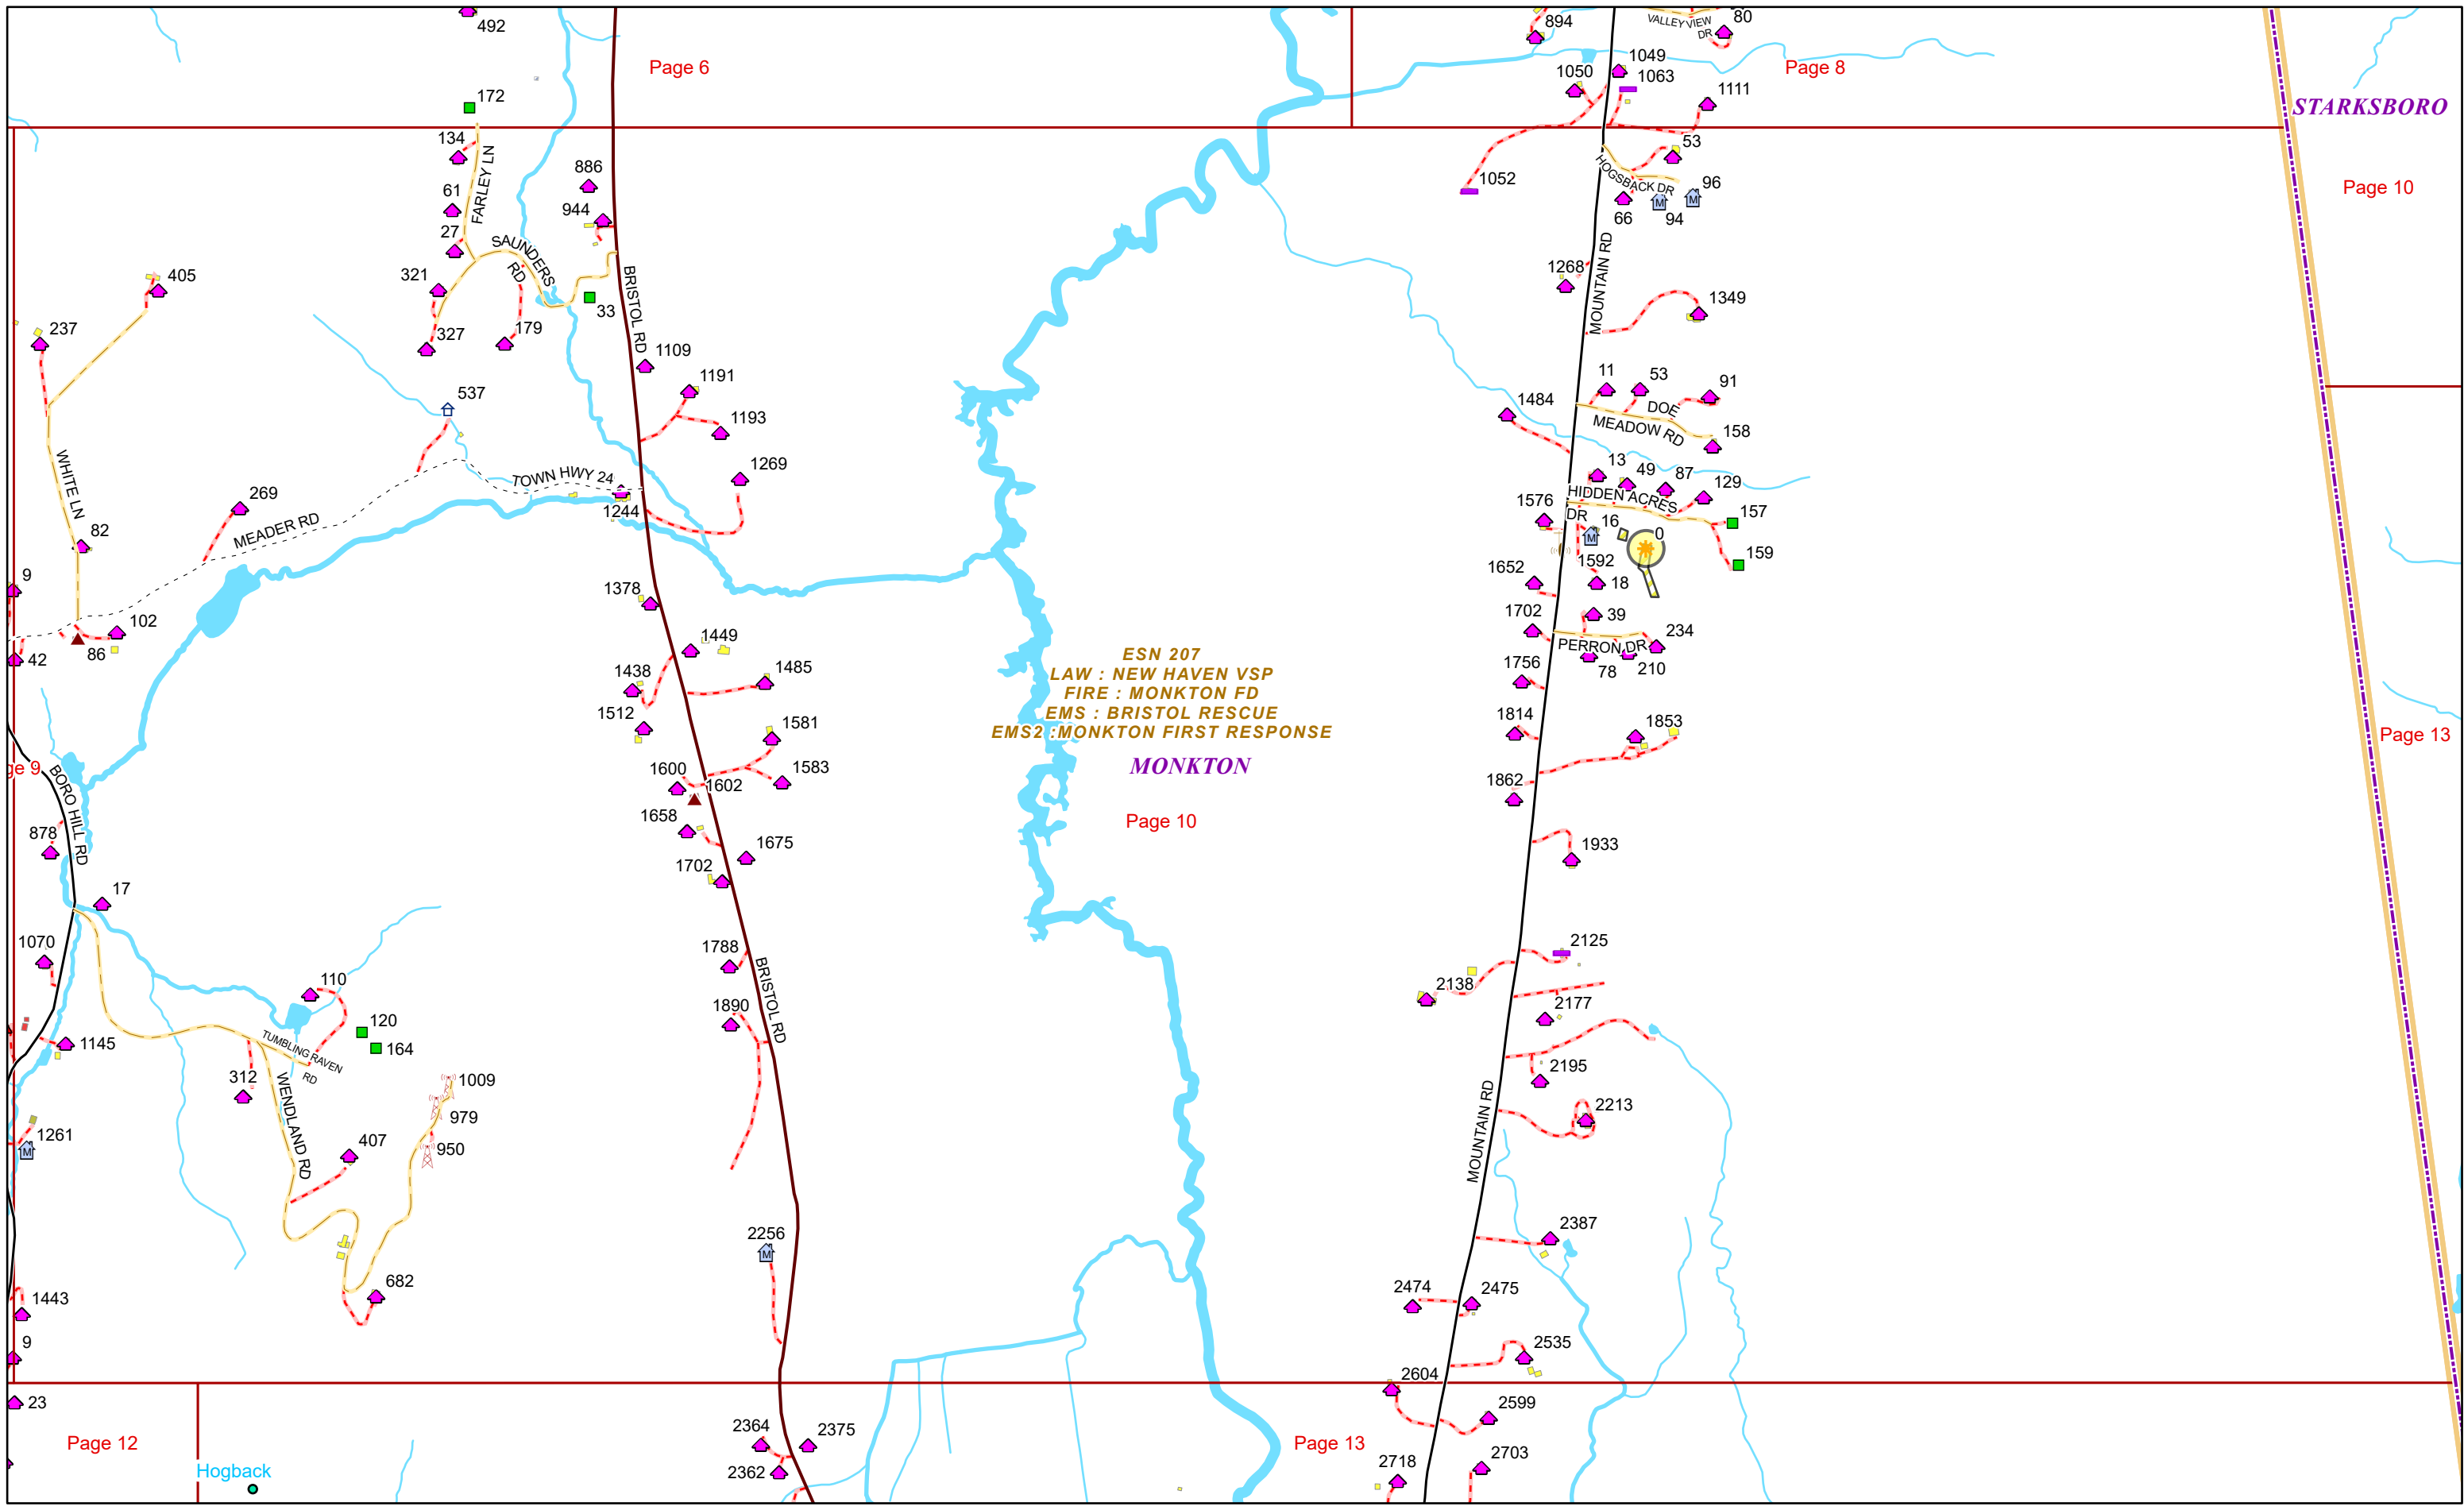 492
Page 6
894
VALLEY VIEW
DR
80
Page 8
1049
1050
1063
1111
STARKSBORO
172
134
FARLEY LN
61
27
886
944
1052
53
HOGSBACK DR
96
66
94
Page 10
405
321
SAUNDERS
RD
33
BRISTOL RD
MOUNTAIN RD
1268
1349
237
327
179
1109
1191
1193
537
11
53
91
1484
DOE
MEADOW RD
158
WHITE LN
269
MEADER RD
TOWN HWY 24
1269
1244
13
49
87
129
HIDDEN ACRES
DR
1576
16
0
157
159
82
9
102
86
42
1378
1592
1652
18
1702
39
234
PERRON DR
78
210
1449
1438
1485
1512
1756
ESN 207
LAW : NEW HAVEN VSP
FIRE : MONKTON FD
EMS : BRISTOL RESCUE
EMS2 :MONKTON FIRST RESPONSE
MONKTON
Page 10
1581
1583
1600
1602
1658
1675
1702
1814
1853
1862
1933
Page 13
ge 9
BORO HILL RD
878
17
1070
110
120
164
TUMBLING RAVEN
RD
1145
312
WENDLAND RD
1009
979
950
407
1261
M
1788
BRISTOL RD
1890
2125
2138
2177
2195
MOUNTAIN RD
2213
2256
M
682
1443
9
23
2387
2474
2475
2535
2604
2599
Page 12
Hogback
2364
2375
2362
Page 13
2718
2703